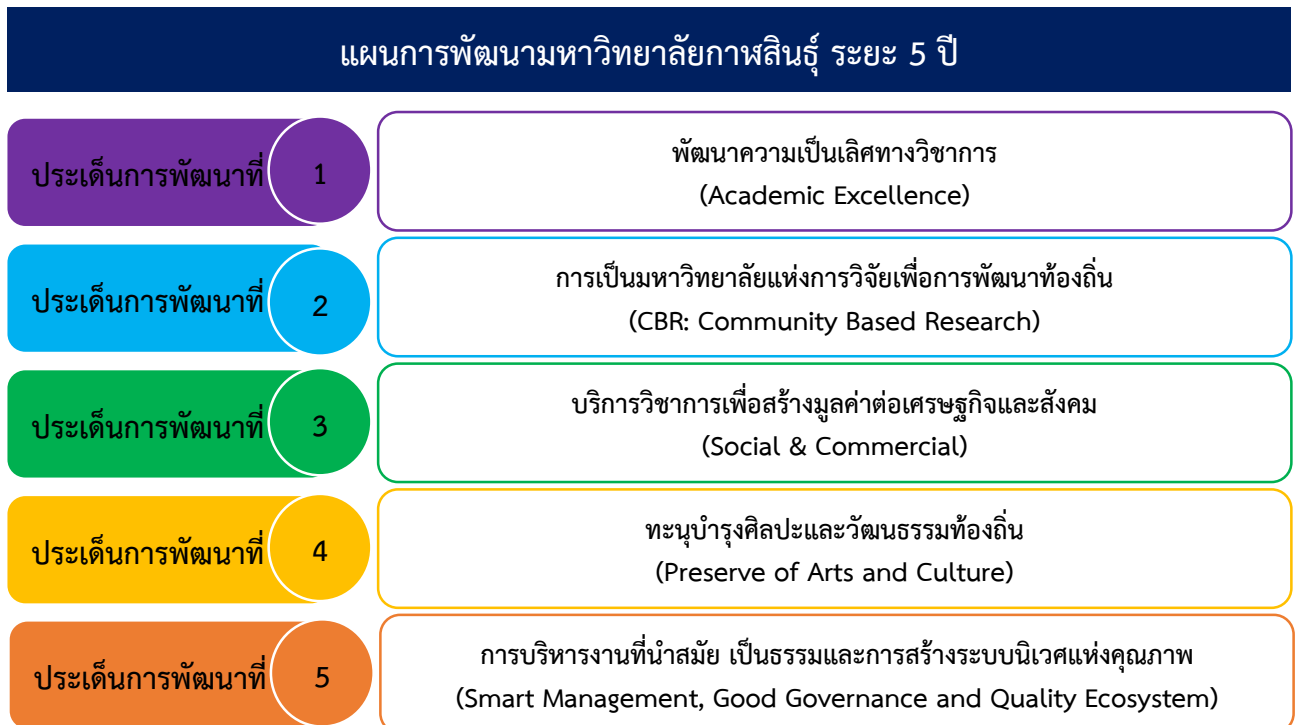 แผนการพัฒนามหาวิทยาลัยกาฬสินธุ์ ระยะ 5 ปี
ประเด็นการพัฒนาที่ 1
พัฒนาความเป็นเลิศทางวิชาการ
(Academic Excellence)
ประเด็นการพัฒนาที่ 2
การเป็นมหาวิทยาลัยแห่งการวิจัยเพื่อการพัฒนาท้องถิ่น
(CBR: Community Based Research)
ประเด็นการพัฒนาที่ 3
บริการวิชาการเพื่อสร้างมูลค่าต่อเศรษฐกิจและสังคม
(Social & Commercial)
ประเด็นการพัฒนาที่ 4
ทะนุบำรุงศิลปะและวัฒนธรรมท้องถิ่น
(Preserve of Arts and Culture)
ประเด็นการพัฒนาที่ 5
การบริหารงานที่นำสมัย เป็นธรรมและการสร้างระบบนิเวศแห่งคุณภาพ
(Smart Management, Good Governance and Quality Ecosystem)